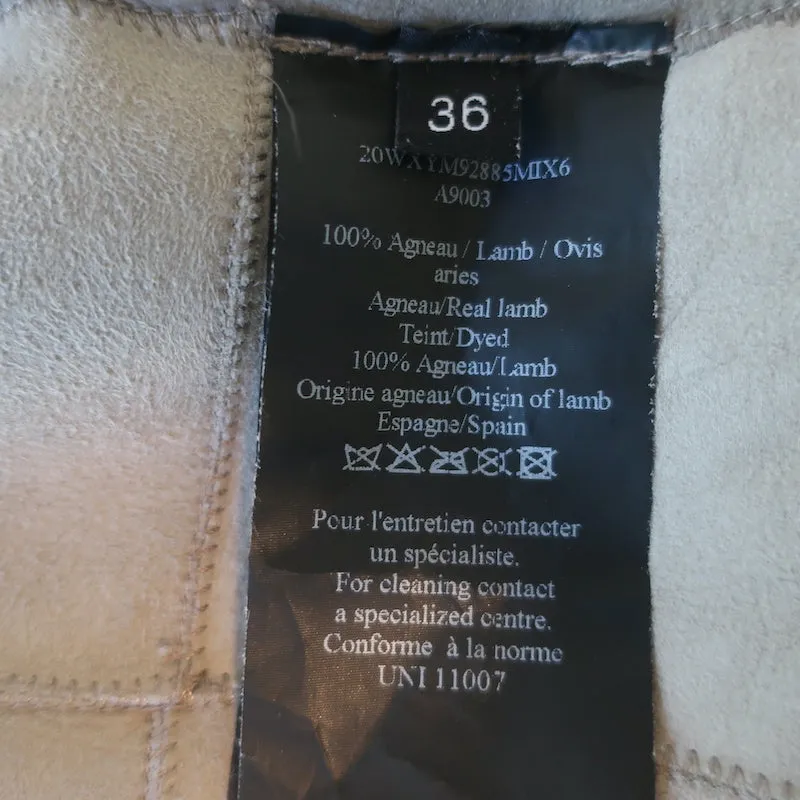 36
20WXYM92885MIX6
A9003
100% Agneau / Lamb / Ovis
aries
Agneau/Real lamb
Teint/Dyed
100% Agneau/Lamb
Origine agneau/Origin of lamb
Espagne/Spain
Pour l'entretien contacter
un spécialiste.
For cleaning contact
a specialized centre.
Conforme à la norme
UNI 11007